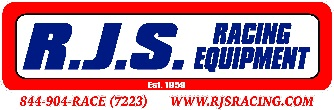 R.J.S. RACING
EQUIPMENT
Est. 1959
844-904-RACE (7223) WWW.RJSRACING.COM